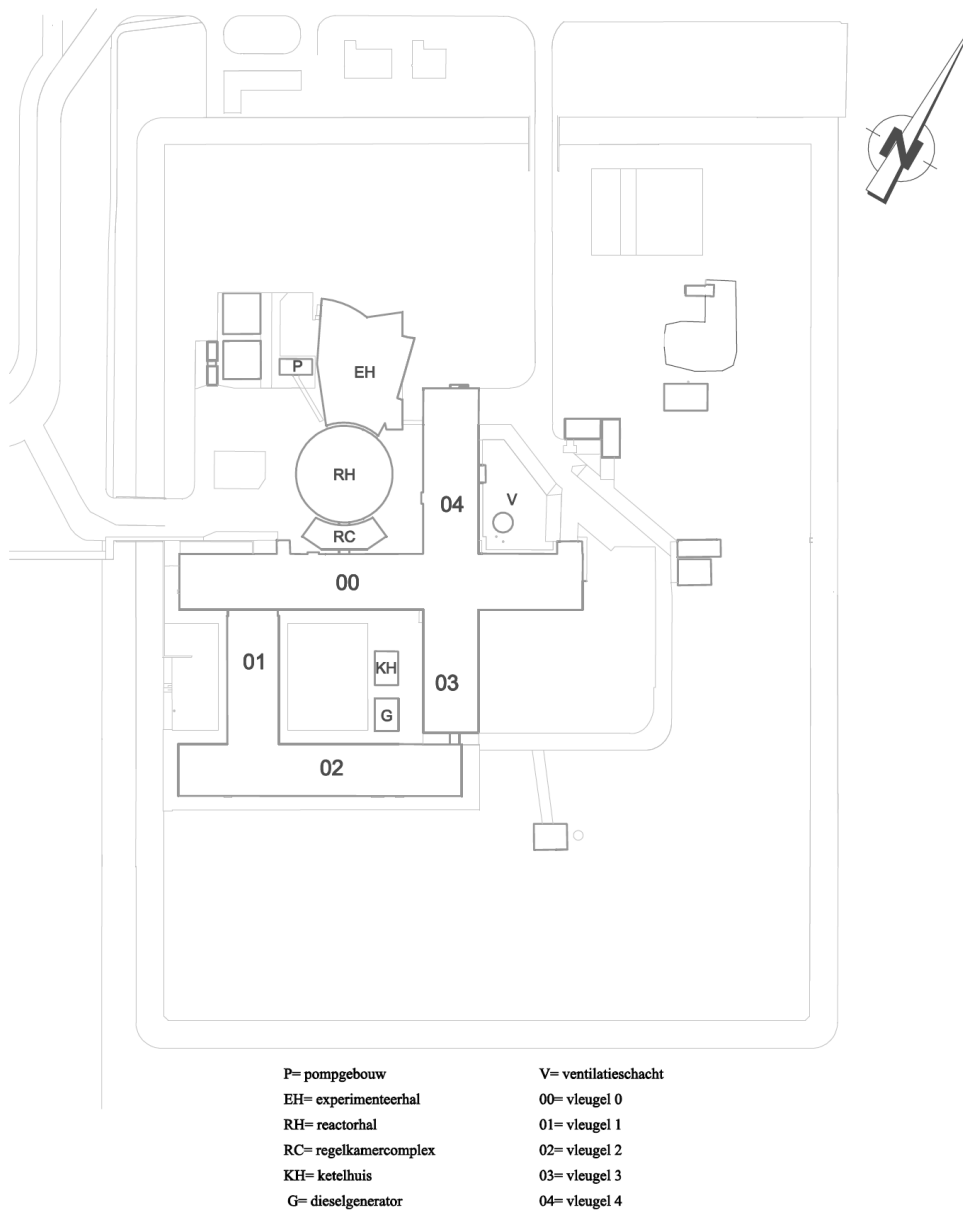 N
P
EH
RH
V
04
RC
00
01
KH
03
G
02
P= pompgebouw
EH= experimenteerhal
RH= reactorhal
RC= regelkamercomplex
KH= ketelhuis
G= dieselgenerator
V= ventilatieschacht
00= vleugel 0
01= vleugel 1
02= vleugel 2
03= vleugel 3
04= vleugel 4